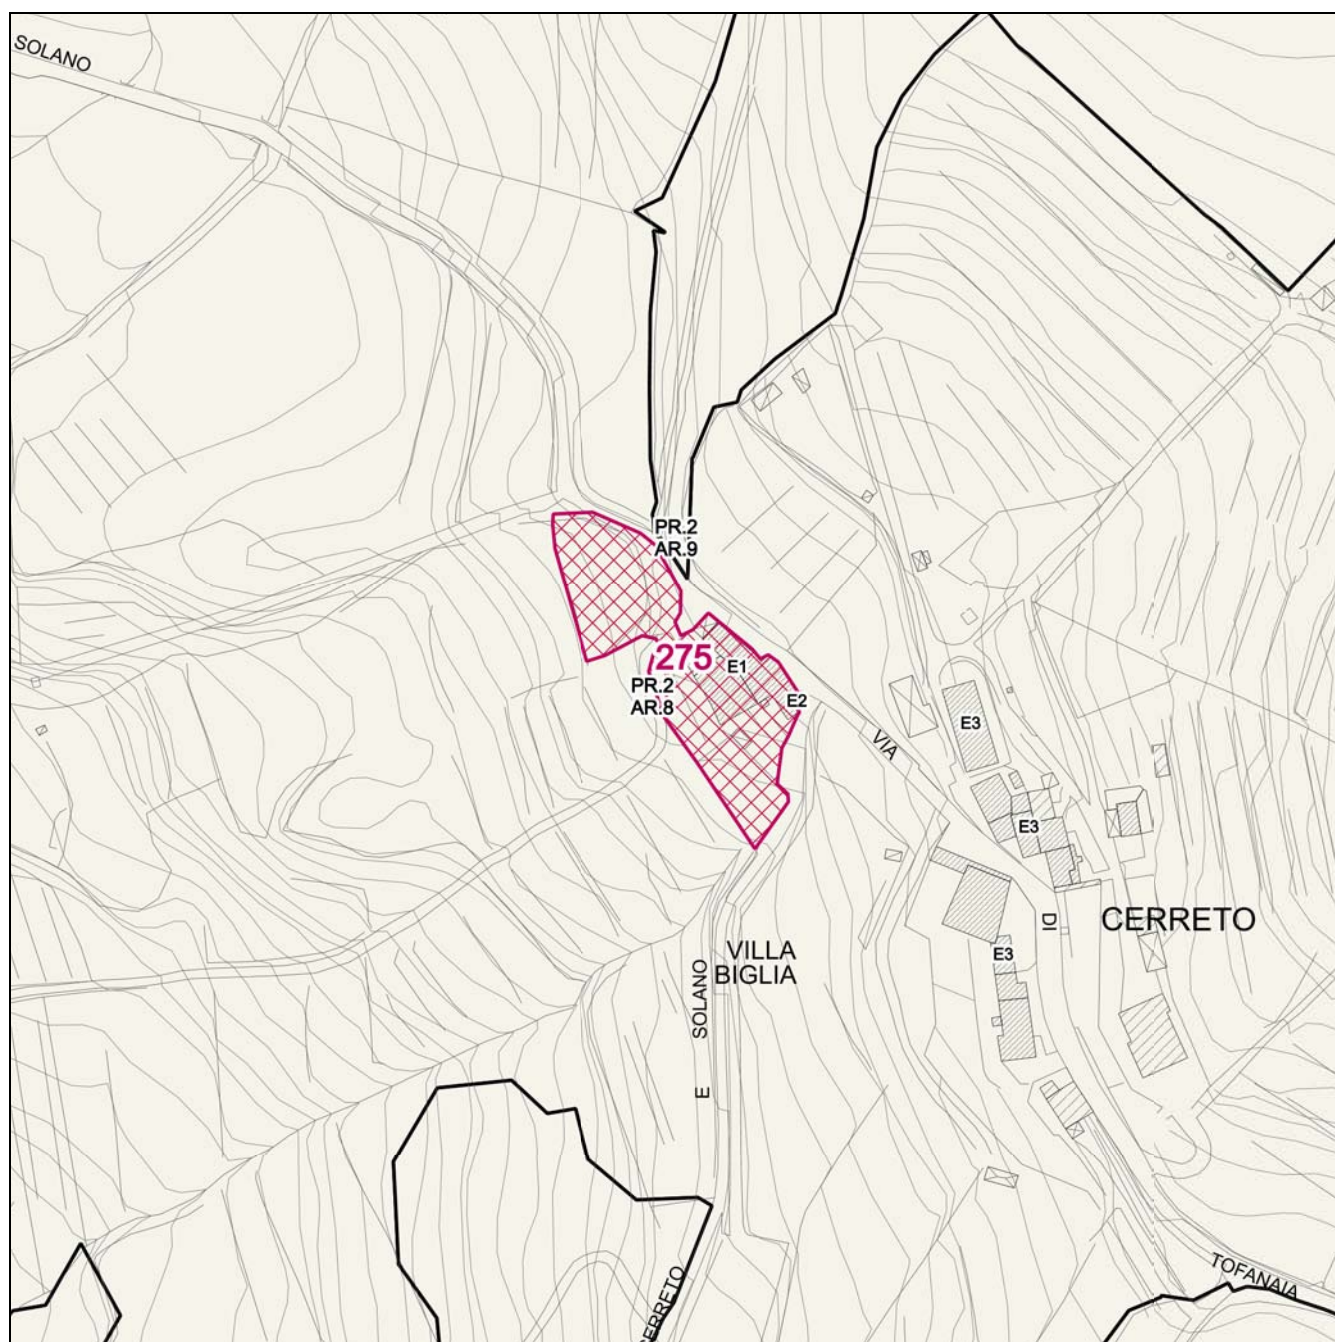 SOLANO
PR.2
AR.9
275
E1
PR.2
AR.8
E2
E3
VIA
E3
DI
CERRETO
VILLA
BIGLIA
E3
SOLANO
E
TOFANAIA
CERRETO